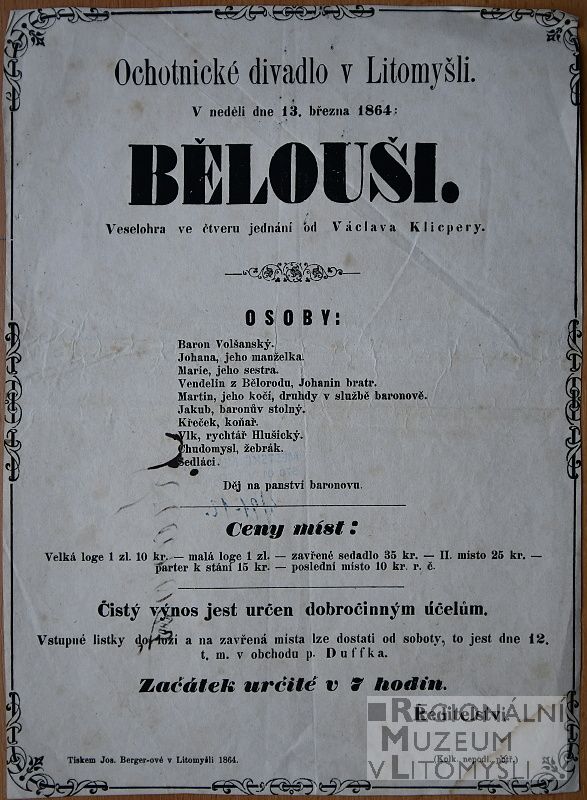 Ochotnické divadlo v Litomyšli.
V neděli dne 13. března 1864:
BĚLOUŠI.
Veselohra ve čtveru jednání od Václava Klicpery.
OSOBY:
Baron Volšanský.
Johana, jeho manželka.
Marie, jeho sestra.
Vendelin z Bělorodu, Johanin bratr.
Martin, jeho kočí, druhdy v službě baronově.
Jakub, baronův stolný.
Křeček, koňař.
Vlk, rychtář Hlušický.
Chudomysl, žebrák.
Sedláci.
Děj na panství baronovu.
Ceny míst:
Velká loge 1 zl. 10 kr. — malá loge 1 zl. — zavřené sedadlo 35 kr. — II. místo 25 kr. —
parter k stání 15 kr. — poslední místo 10 kr. r. č.
Čistý výnos jest určen dobročinným účelům.
Vstupné lístky do loží a na zavřená místa lze dostati od soboty, to jest dne 12.
t. m. v obchodu p. Duffka.
Začátek určitě v 7 hodin.
Ředitelství.
Tiskem Jos. Berger-ové v Litomyšli 1864.
(Kolk. nepodl. potř.)
REGIONÁLNÍ
MUZEUM
V LITOMYŠLI